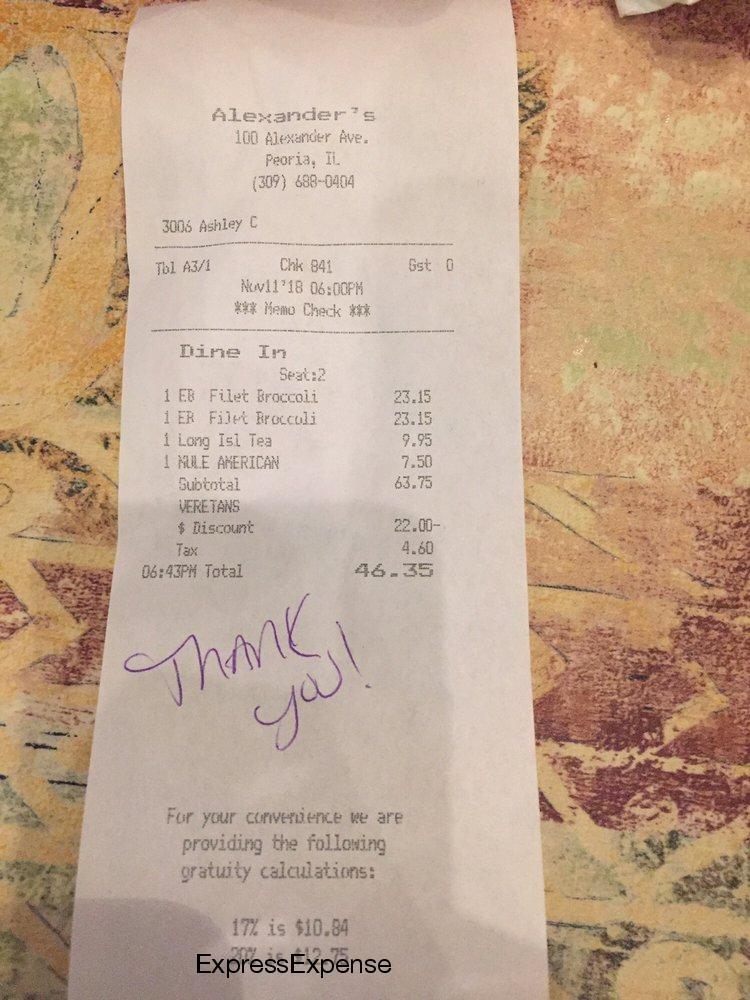 Alexander's
100 Alexander Ave.
Peoria, IL
(309) 688-0404
3006 Ashley C
Tbl A3/1 Chk 841 Gst 0
Nov11'18 06:00PM
*** Memo Check ***
Dine In
Seat:2
1 EB Filet Broccoli 23.15
1 EB Filet Broccoli 23.15
1 Long Isl Tea 9.95
1 MULE AMERICAN 7.50
Subtotal 63.75
VERETANS
$ Discount 22.00-
Tax 4.60
06:43PM Total 46.35
THANK
YOU!
For your convenience we are
providing the following
gratuity calculations:
17% is $10.84
20% is $12.75
ExpressExpense